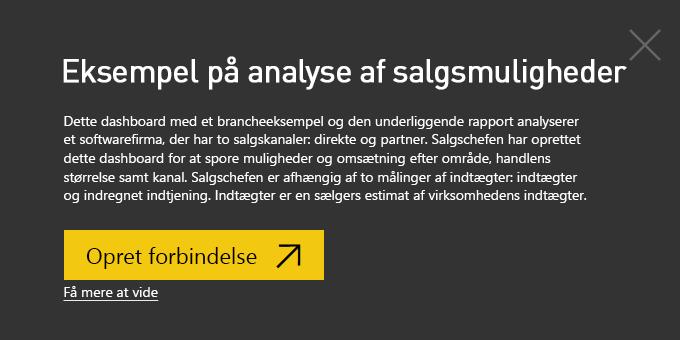 Eksempel på analyse af salgsmuligheder
Dette dashboard med et brancheeksempel og den underliggende rapport analyserer
et softwarefirma, der har to salgskanaler: direkte og partner. Salgschefen har oprettet
dette dashboard for at spore muligheder og omsætning efter område, handlens
størrelse samt kanal. Salgschefen er afhængig af to målinger af indtægter: indtægter
og indregnet indtjening. Indtægter er en sælgers estimat af virksomhedens indtægter.
Opret forbindelse
Få mere at vide